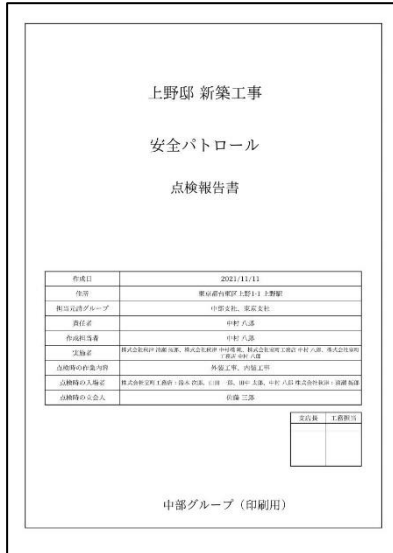 上野邸 新築工事
安全パトロール
点検報告書
作成日 2021/11/11
住所 東京都台東区上野1-1 上野邸
担当元請グループ 中部支社、東京支社
責任者 中村 八郎
作成担当者 中村 八郎
実施者
点検時の作業内容 外装工事、内装工事
点検時の入場者
点検時の立会人 佐藤 三郎
支店長 工務担当
中部グループ（印刷用）